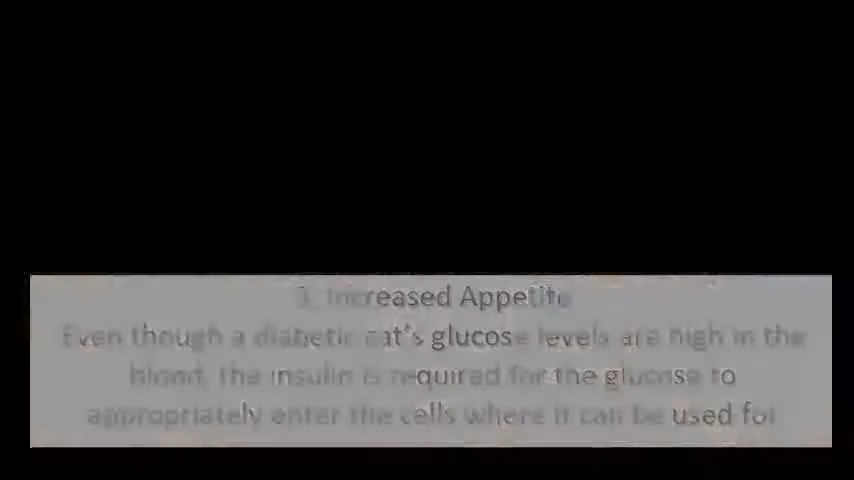 3. Increased Appetite
Even though a diabetic cat's glucose levels are high in the
blood, the insulin is required for the glucose to
appropriately enter the cells where it can be used for